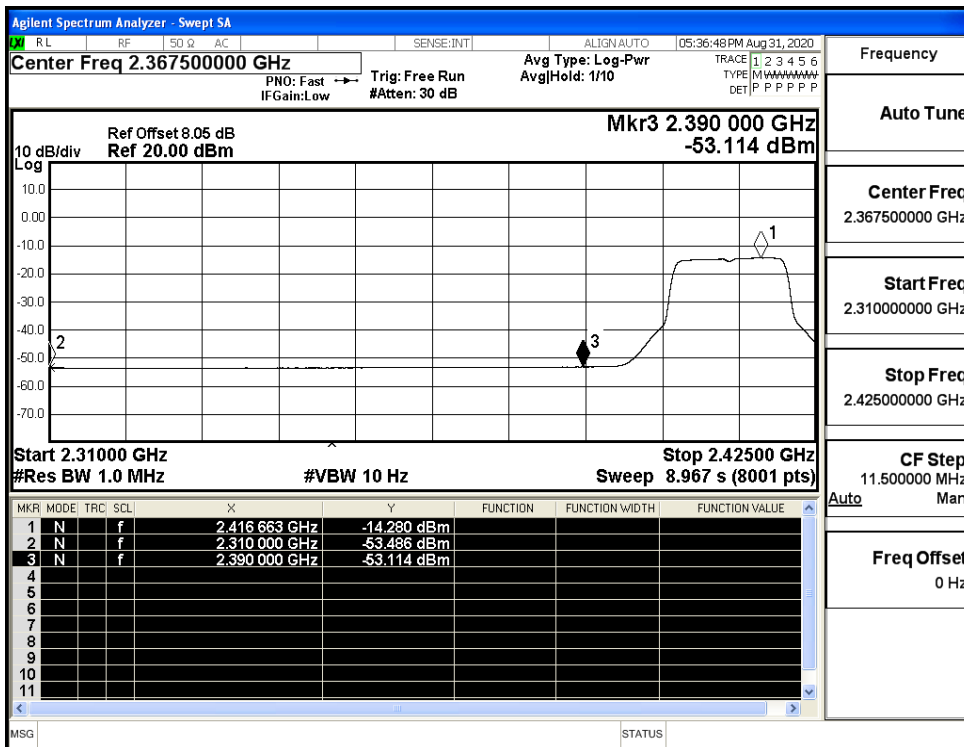 Agilent Spectrum Analyzer - Swept SA
LXI RL RF 50 Ω AC SENSE:INT ALIGN AUTO 05:36:48 PM Aug 31, 2020
Center Freq 2.367500000 GHz
PNO: Fast
IFGain:Low
Trig: Free Run
#Atten: 30 dB
Avg Type: Log-Pwr
Avg|Hold: 1/10
TRACE 1 2 3 4 5 6
TYPE M WWWWW
DET P P P P P P
Ref Offset 8.05 dB
10 dB/div Ref 20.00 dBm
Log
Mkr3 2.390 000 GHz
-53.114 dBm
10.0
0.00
-10.0
-20.0
-30.0
-40.0
-50.0
-60.0
-70.0
1
2
3
Start 2.31000 GHz Stop 2.42500 GHz
#Res BW 1.0 MHz #VBW 10 Hz Sweep 8.967 s (8001 pts)
MKR MODE TRC SCL X Y FUNCTION FUNCTION WIDTH FUNCTION VALUE
1 N f 2.416 663 GHz -14.280 dBm
2 N f 2.310 000 GHz -53.486 dBm
3 N f 2.390 000 GHz -53.114 dBm
4
5
6
7
8
9
10
11
MSG STATUS
Frequency
Auto Tune
Center Freq
2.367500000 GHz
Start Freq
2.310000000 GHz
Stop Freq
2.425000000 GHz
CF Step
11.500000 MHz
Auto Man
Freq Offset
0 Hz